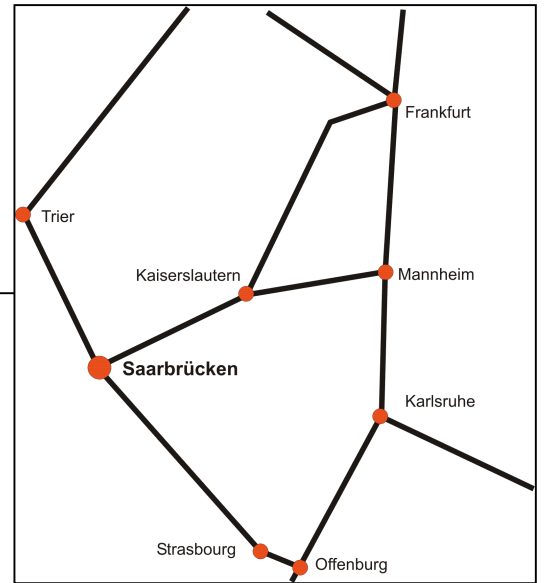 Frankfurt
Trier
Kaiserslautern
Mannheim
Saarbrücken
Karlsruhe
Strasbourg
Offenburg